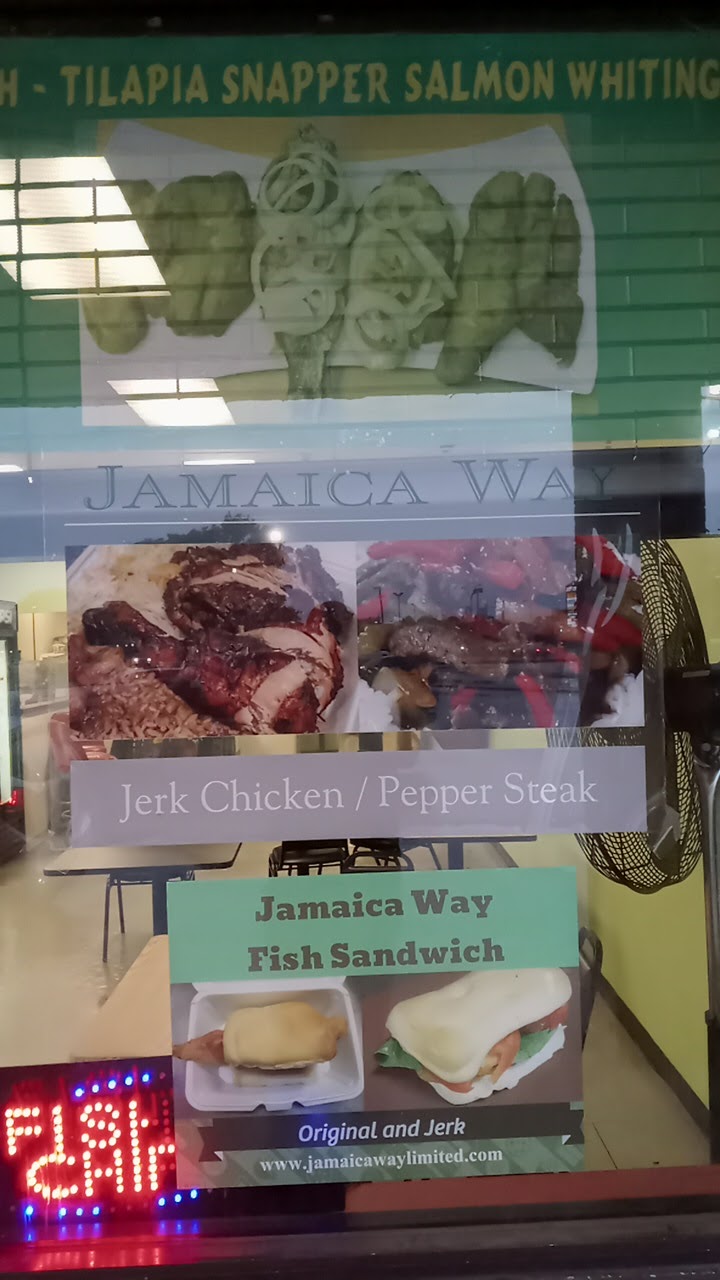 H - TILAPIA SNAPPER SALMON WHITING
JAMAICA WAY
Jerk Chicken / Pepper Steak
Jamaica Way
Fish Sandwich
Original and Jerk
www.jamaicawaylimited.com
FISH